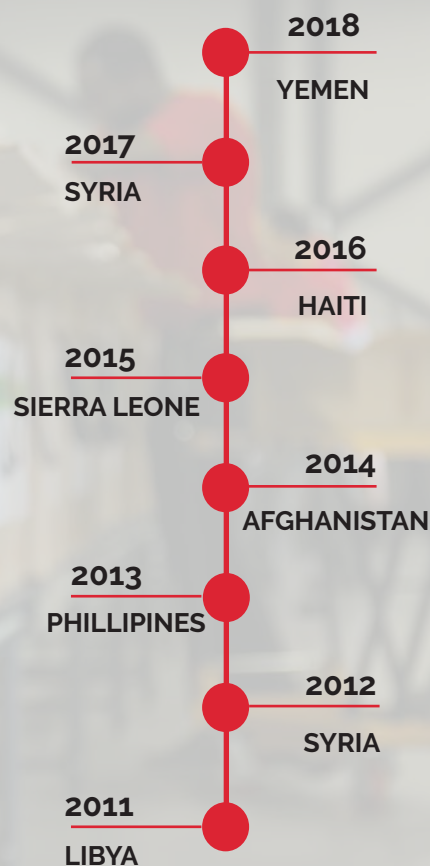 2018
YEMEN
2017
SYRIA
2016
HAITI
2015
SIERRA LEONE
2014
AFGHANISTAN
2013
PHILLIPINES
2012
SYRIA
2011
LIBYA